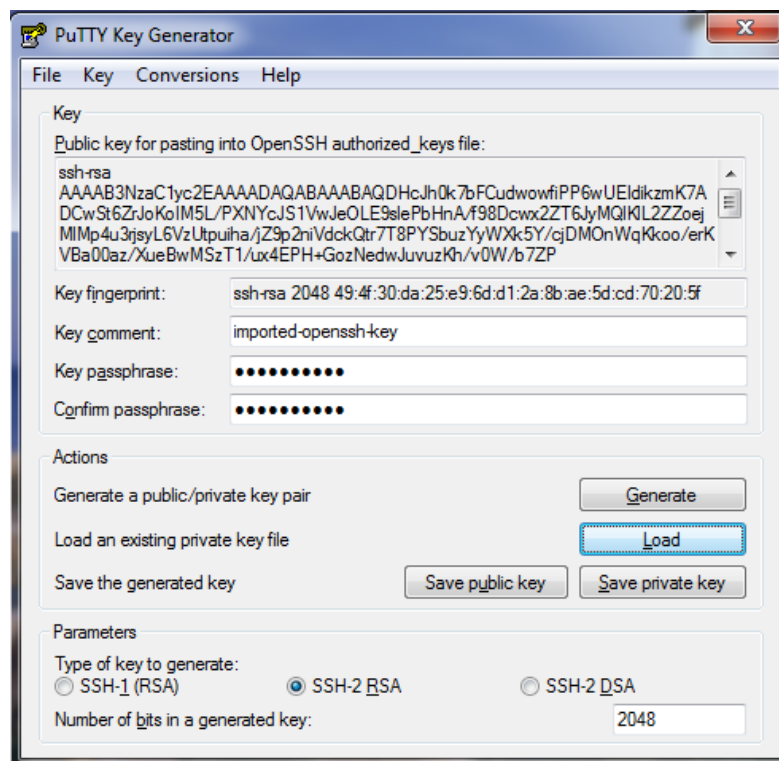 PuTTY Key Generator
File Key Conversions Help
Key
Public key for pasting into OpenSSH authorized_keys file:
ssh-rsa
AAAAB3NzaC1yc2EAAAADAQABAAABAQDHcJh0k7bFCudwowfiPP6wUEIdikzmK7A
DCwSt6ZrJoKoIM5L/PXNYcJS1VwJeOLE9slePbHnA/f98Dcwx2ZT6JyMQIKIL2ZZoej
MIMp4u3rjsyL6VzUtpuiha/jZ9p2niVdckQtr7T8PYSbuzYyWXk5Y/cjDMOnWqKkoo/erK
VBa00az/XueBwMSzT1/ux4EPH+GozNedwJuvuzKh/v0W/b7ZP
Key fingerprint: ssh-rsa 2048 49:4f:30:da:25:e9:6d:d1:2a:8b:ae:5d:cd:70:20:5f
Key comment: imported-openssh-key
Key passphrase: ●●●●●●●●●●
Confirm passphrase: ●●●●●●●●●●
Actions
Generate a public/private key pair Generate
Load an existing private key file Load
Save the generated key Save public key Save private key
Parameters
Type of key to generate:
SSH-1 (RSA) SSH-2 RSA SSH-2 DSA
Number of bits in a generated key: 2048